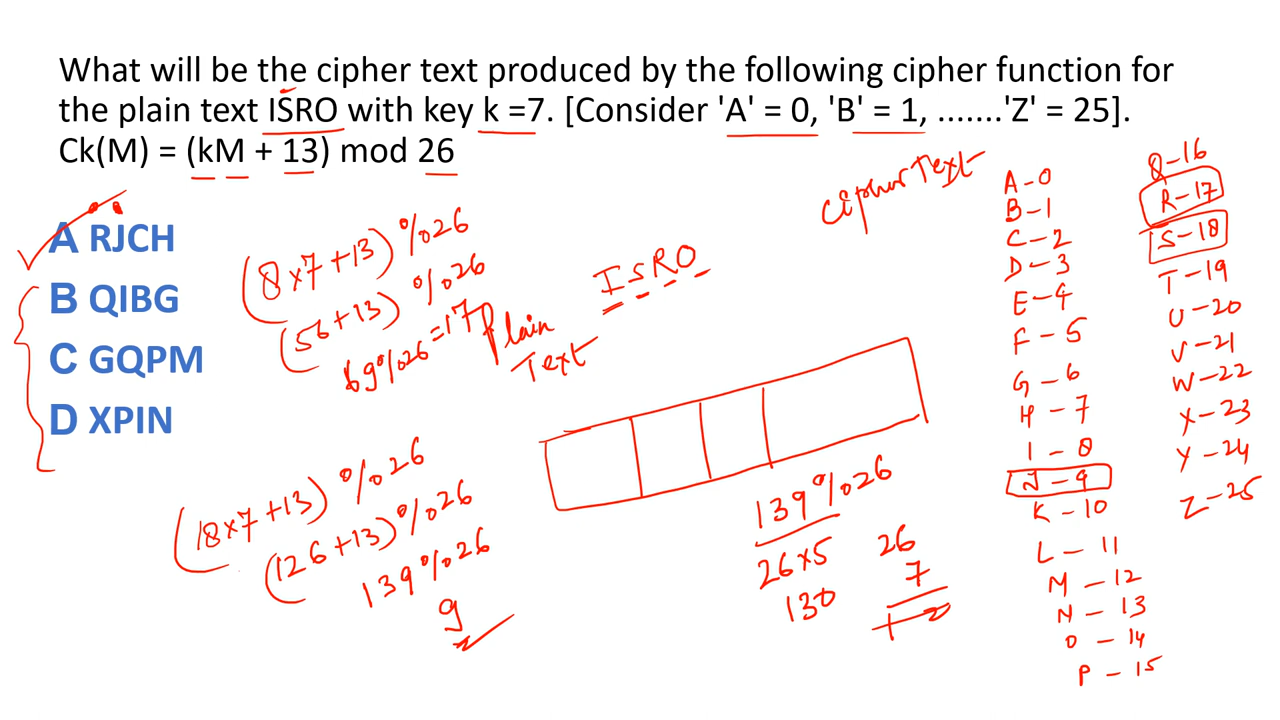 What will be the cipher text produced by the following cipher function for
the plain text ISRO with key k =7. [Consider 'A' = 0, 'B' = 1, .......'Z' = 25].
Ck(M) = (kM + 13) mod 26
A RJCH
B QIBG
C GQPM
D XPIN
(8x7+13) %26
(56+13) %26
69%26=17
Plain
Text
ISRO
Cipher Text
(18x7+13) %26
(126+13) %26
139%26
9
139%26
26x5
130
26
7
A-0
B-1
C-2
D-3
E-4
F-5
G-6
H-7
I-8
J-9
K-10
L-11
M-12
N-13
O-14
P-15
Q-16
R-17
S-18
T-19
U-20
V-21
W-22
X-23
Y-24
Z-25